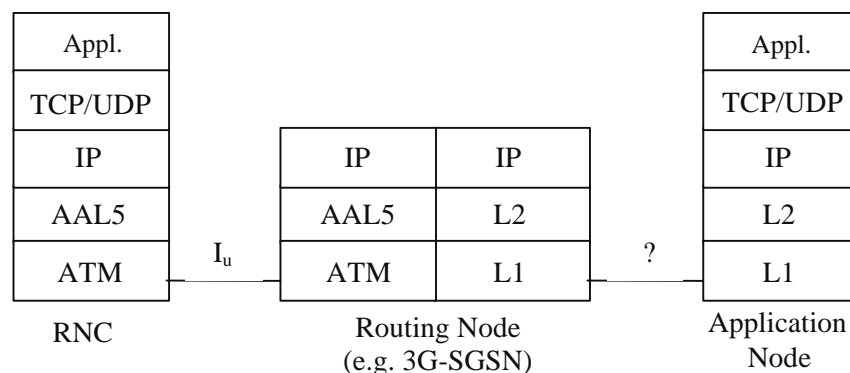 Appl.
TCP/UDP
IP
AAL5
ATM
RNC
I_u
IP IP
AAL5 L2
ATM L1
Routing Node
(e.g. 3G-SGSN)
?
Appl.
TCP/UDP
IP
L2
L1
Application
Node